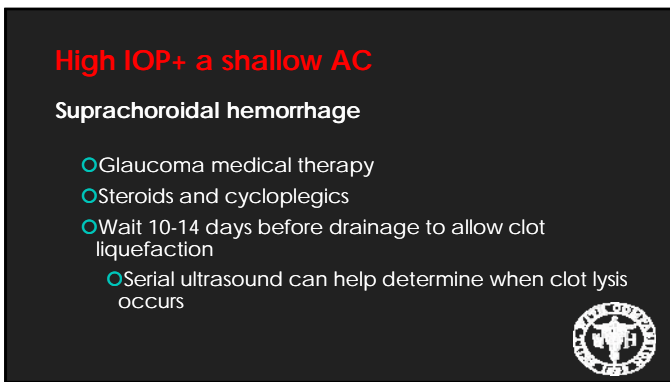 High IOP+ a shallow AC
Suprachoroidal hemorrhage
Glaucoma medical therapy
Steroids and cycloplegics
Wait 10-14 days before drainage to allow clot
liquefaction
Serial ultrasound can help determine when clot lysis
occurs
W H